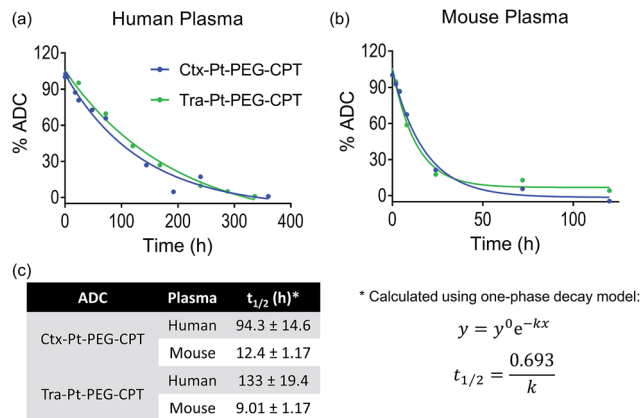 (a)
Human Plasma
% ADC
120
90
60
30
0
0
100
200
300
400
Time (h)
Ctx-Pt-PEG-CPT
Tra-Pt-PEG-CPT
(b)
Mouse Plasma
% ADC
120
90
60
30
0
0
50
100
Time (h)
(c)
ADC Plasma t1/2 (h)*
Ctx-Pt-PEG-CPT
Human 94.3 ± 14.6
Mouse 12.4 ± 1.17
Tra-Pt-PEG-CPT
Human 133 ± 19.4
Mouse 9.01 ± 1.17
* Calculated using one-phase decay model:
y = y⁰e⁻ᵏˣ
t1/2 = 0.693 / k